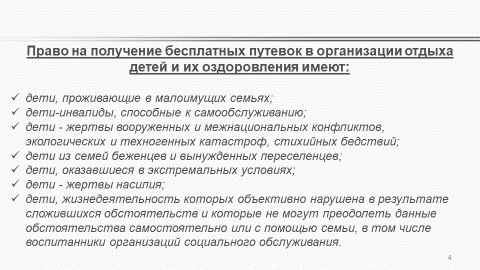 Право на получение бесплатных путевок в организации отдыха
детей и их оздоровления имеют:
✓ дети, проживающие в малоимущих семьях;
✓ дети-инвалиды, способные к самообслуживанию;
✓ дети - жертвы вооруженных и межнациональных конфликтов,
экологических и техногенных катастроф, стихийных бедствий;
✓ дети из семей беженцев и вынужденных переселенцев;
✓ дети, оказавшиеся в экстремальных условиях;
✓ дети - жертвы насилия;
✓ дети, жизнедеятельность которых объективно нарушена в результате
сложившихся обстоятельств и которые не могут преодолеть данные
обстоятельства самостоятельно или с помощью семьи, в том числе
воспитанники организаций социального обслуживания.
4